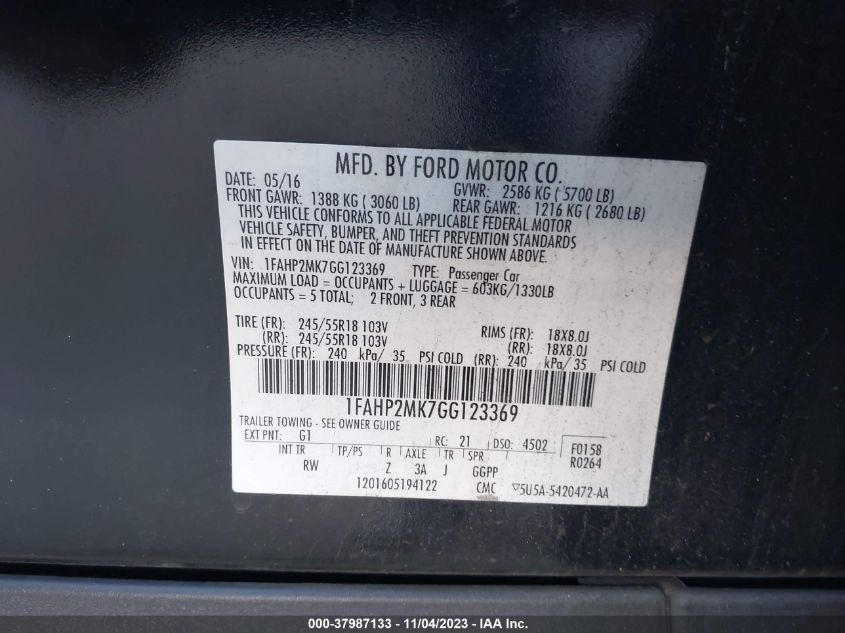 MFD. BY FORD MOTOR CO.
DATE: 05/16 GVWR: 2586 KG ( 5700 LB)
FRONT GAWR: 1388 KG ( 3060 LB) REAR GAWR: 1216 KG ( 2680 LB)
THIS VEHICLE CONFORMS TO ALL APPLICABLE FEDERAL MOTOR
VEHICLE SAFETY, BUMPER, AND THEFT PREVENTION STANDARDS
IN EFFECT ON THE DATE OF MANUFACTURE SHOWN ABOVE.
VIN: 1FAHP2MK7GG123369 TYPE: Passenger Car
MAXIMUM LOAD = OCCUPANTS + LUGGAGE = 603KG/1330LB
OCCUPANTS = 5 TOTAL; 2 FRONT, 3 REAR
TIRE (FR): 245/55R18 103V RIMS (FR): 18X8.0J
(RR): 245/55R18 103V (RR): 18X8.0J
PRESSURE (FR): 240 kPa/ 35 PSI COLD (RR): 240 kPa/ 35 PSI COLD
1FAHP2MK7GG123369
TRAILER TOWING - SEE OWNER GUIDE
EXT PNT: G1 RC: 21 DSO: 4502 F0158
INT TR TP/PS R AXLE TR SPR R0264
RW Z 3A J GGPP
1201605194122 CMC ▽5U5A-5420472-AA
000-37987133 - 11/04/2023 - IAA Inc.